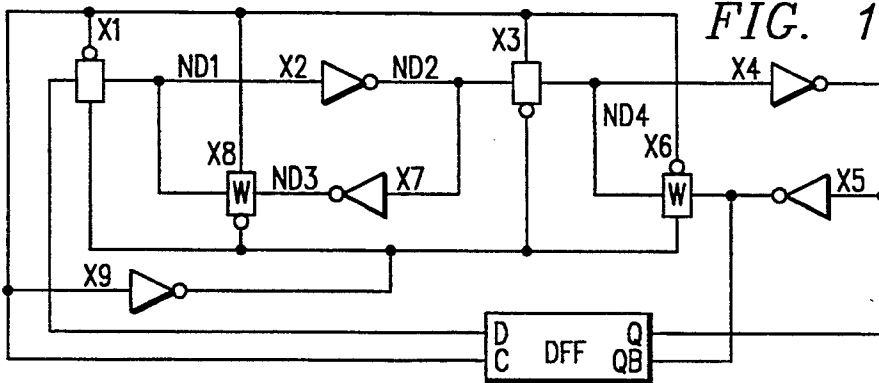 FIG. 1
X1
ND1
X2
ND2
X3
X4
ND4
X8
W
ND3
X7
X6
W
X5
X9
D
C
DFF
Q
QB